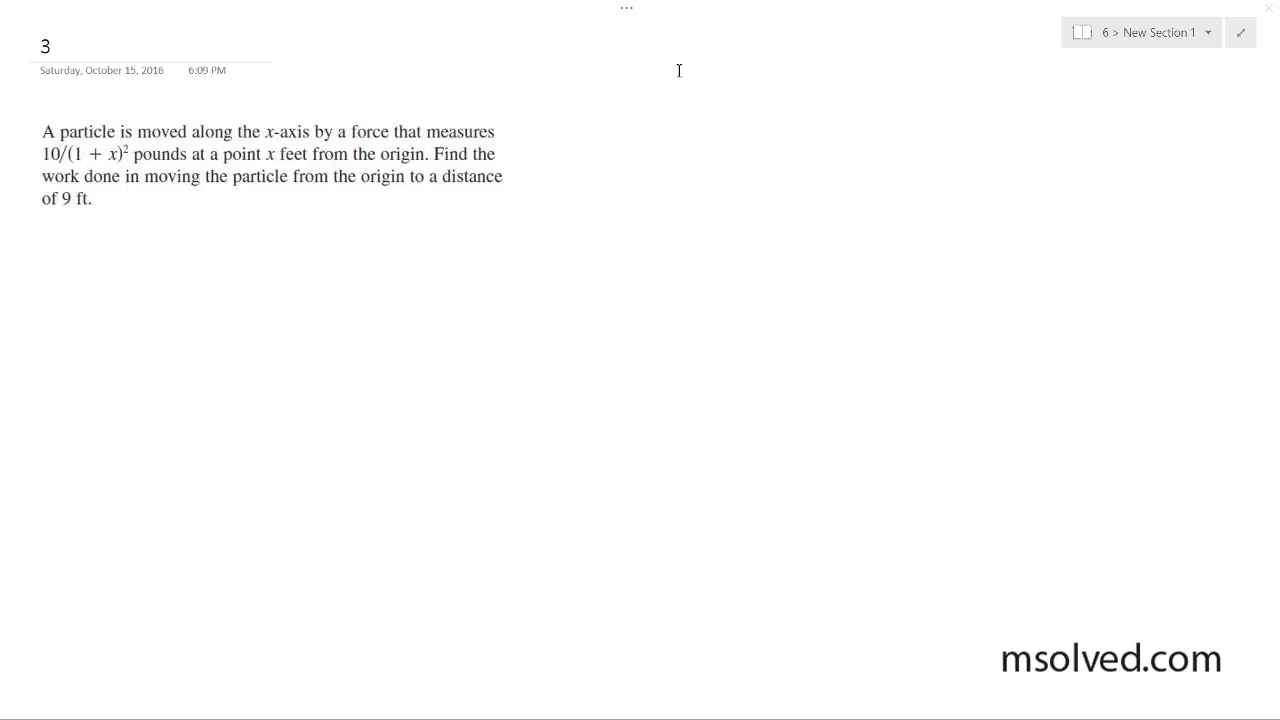 ...
6 > New Section 1
3
Saturday, October 15, 2016 6:09 PM
A particle is moved along the x-axis by a force that measures
10/(1 + x)² pounds at a point x feet from the origin. Find the
work done in moving the particle from the origin to a distance
of 9 ft.
msolved.com